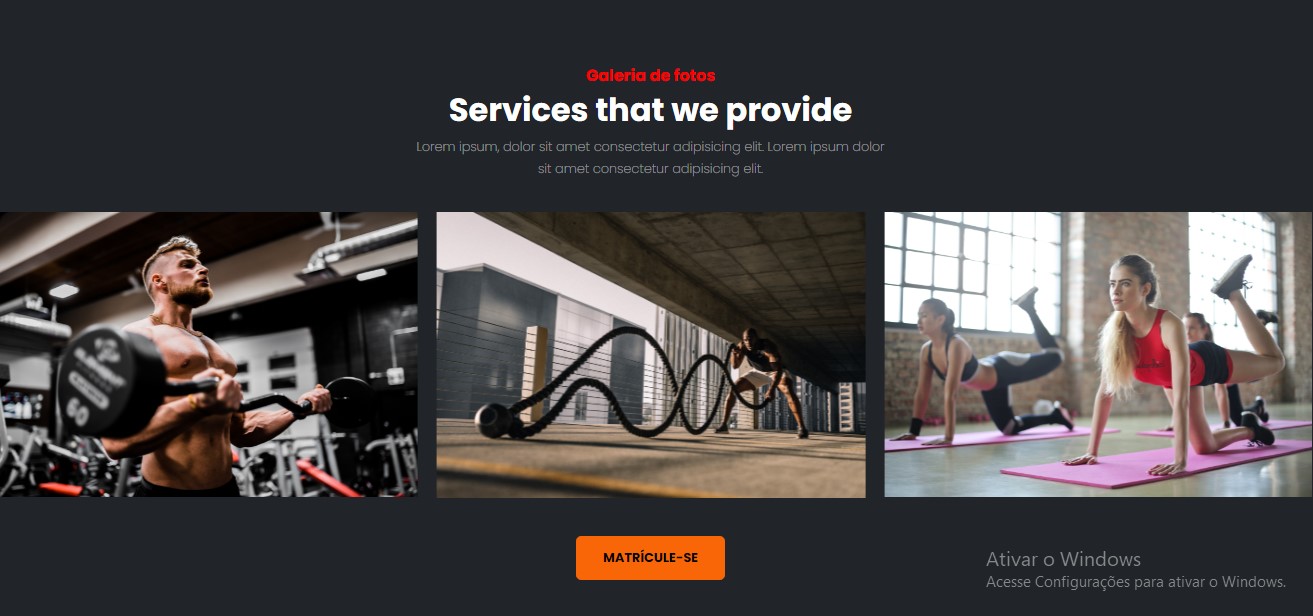 Galeria de fotos
Services that we provide
Lorem ipsum, dolor sit amet consectetur adipisicing elit. Lorem ipsum dolor
sit amet consectetur adipisicing elit.
60
MATRÍCULE-SE
Ativar o Windows
Acesse Configurações para ativar o Windows.